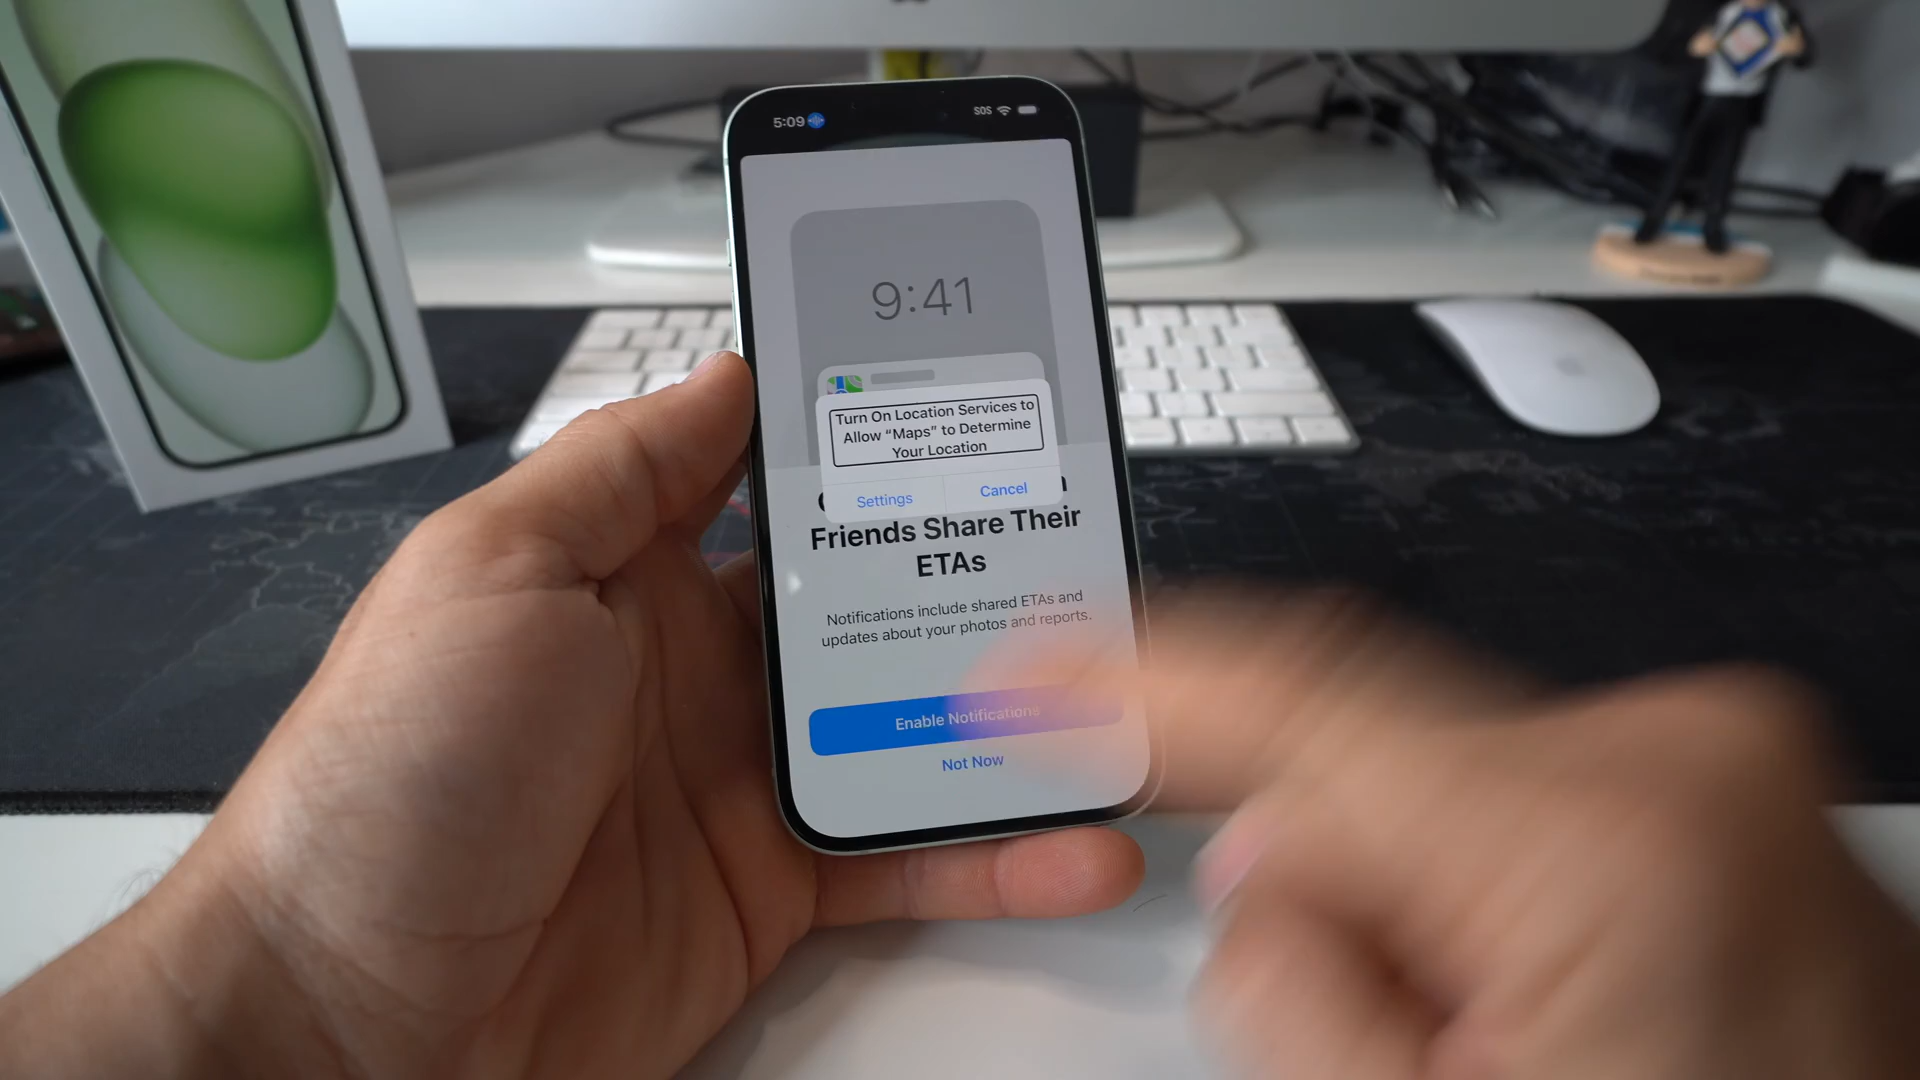 5:09
SOS
9:41
Turn On Location Services to
Allow “Maps” to Determine
Your Location
Settings
Cancel
Friends Share Their
ETAs
Notifications include shared ETAs and
updates about your photos and reports.
Enable Notifications
Not Now